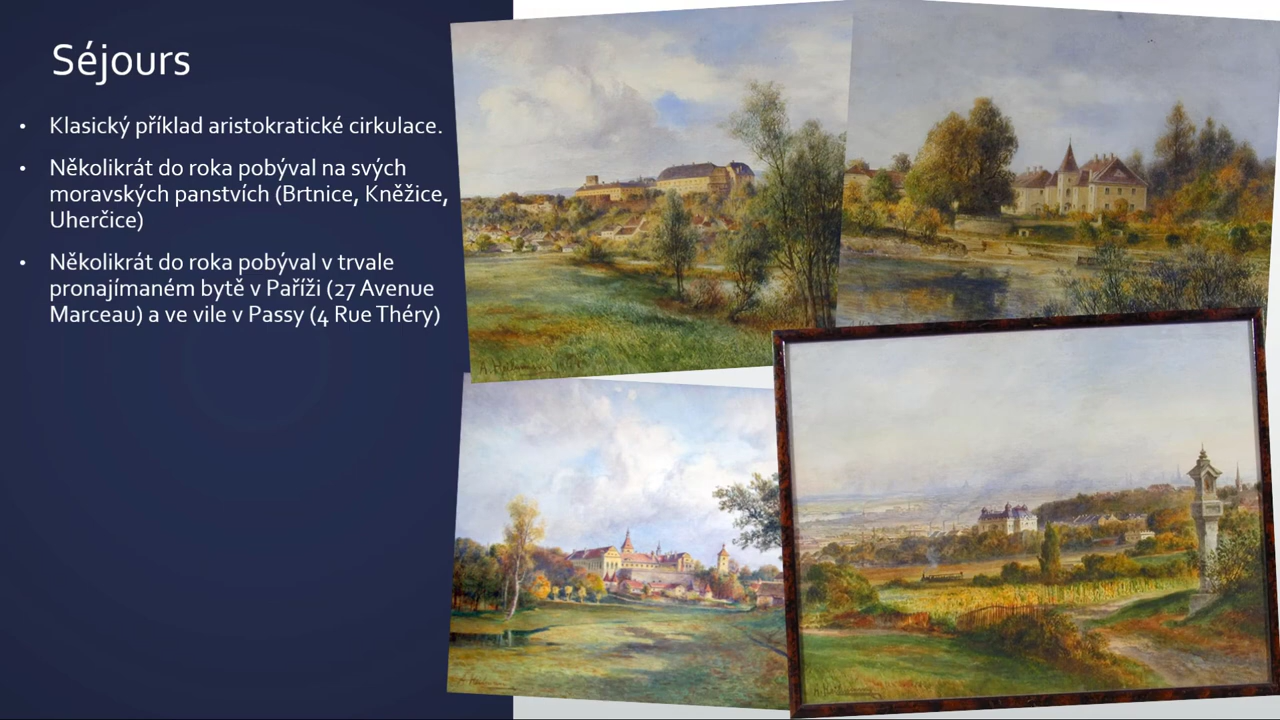 Séjours
• Klasický příklad aristokratické cirkulace.
• Několikrát do roka pobýval na svých
moravských panstvích (Brtnice, Kněžice,
Uherčice)
• Několikrát do roka pobýval v trvale
pronajímaném bytě v Paříži (27 Avenue
Marceau) a ve vile v Passy (4 Rue Théry)